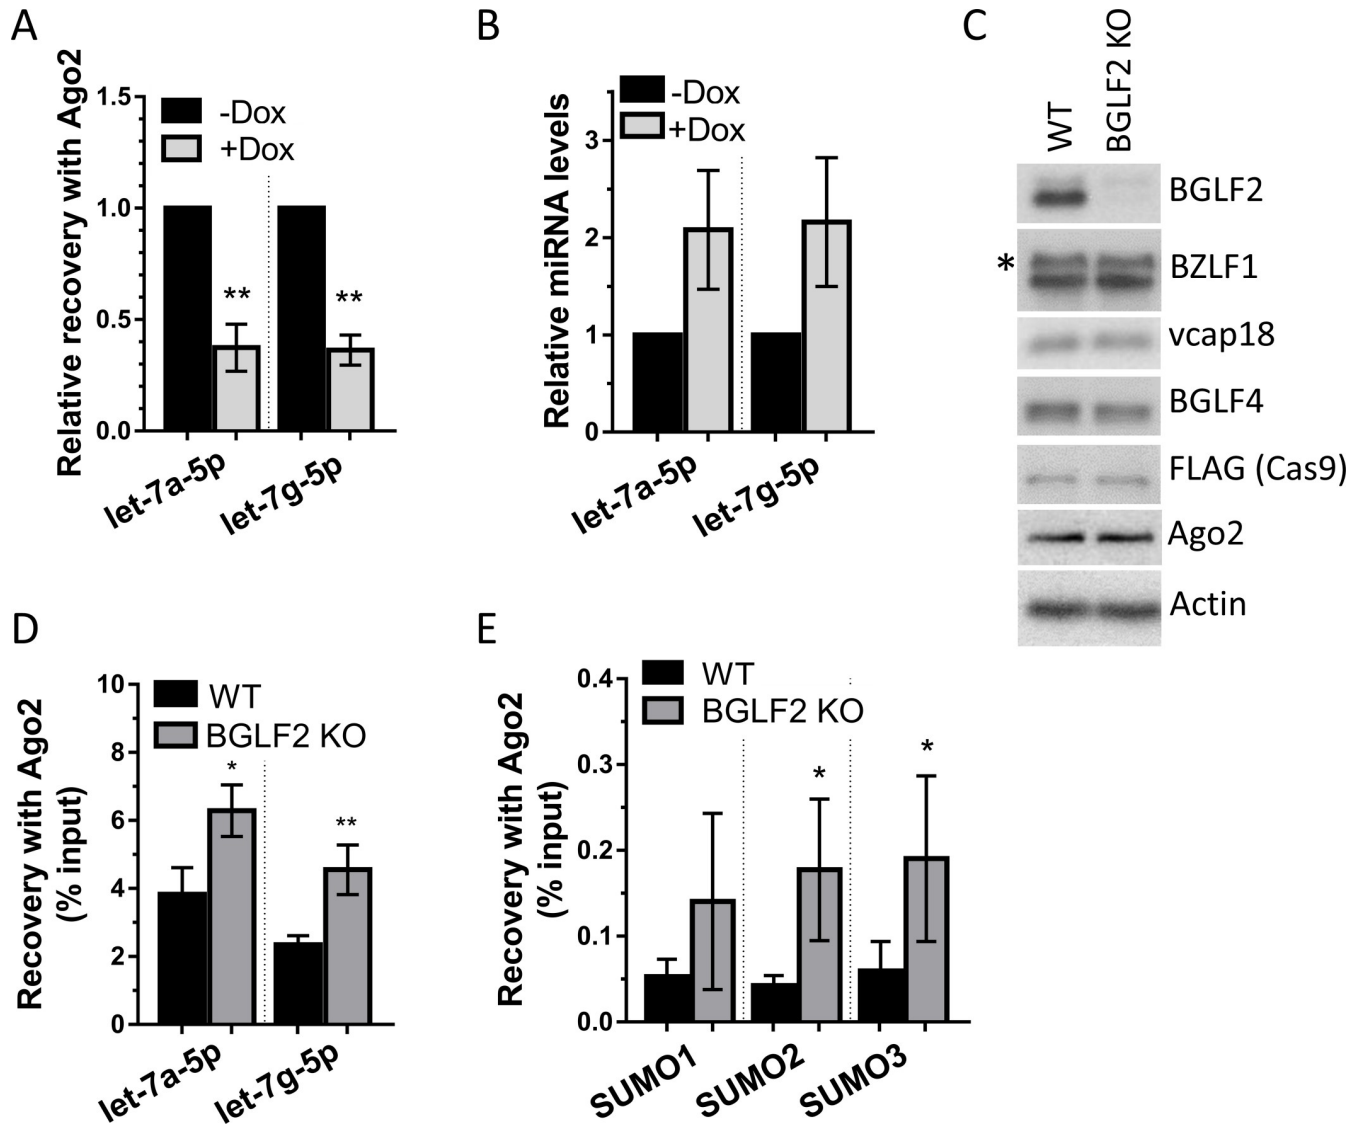 A
Relative recovery with Ago2
1.5
1.0
0.5
0.0
-Dox
+Dox
**
**
let-7a-5p
let-7g-5p
B
Relative miRNA levels
3
2
1
0
-Dox
+Dox
let-7a-5p
let-7g-5p
C
WT
BGLF2 KO
BGLF2
*
BZLF1
vcap18
BGLF4
FLAG (Cas9)
Ago2
Actin
D
Recovery with Ago2
(% input)
10
8
6
4
2
0
WT
BGLF2 KO
*
**
let-7a-5p
let-7g-5p
E
Recovery with Ago2
(% input)
0.4
0.3
0.2
0.1
0.0
WT
BGLF2 KO
*
*
SUMO1
SUMO2
SUMO3